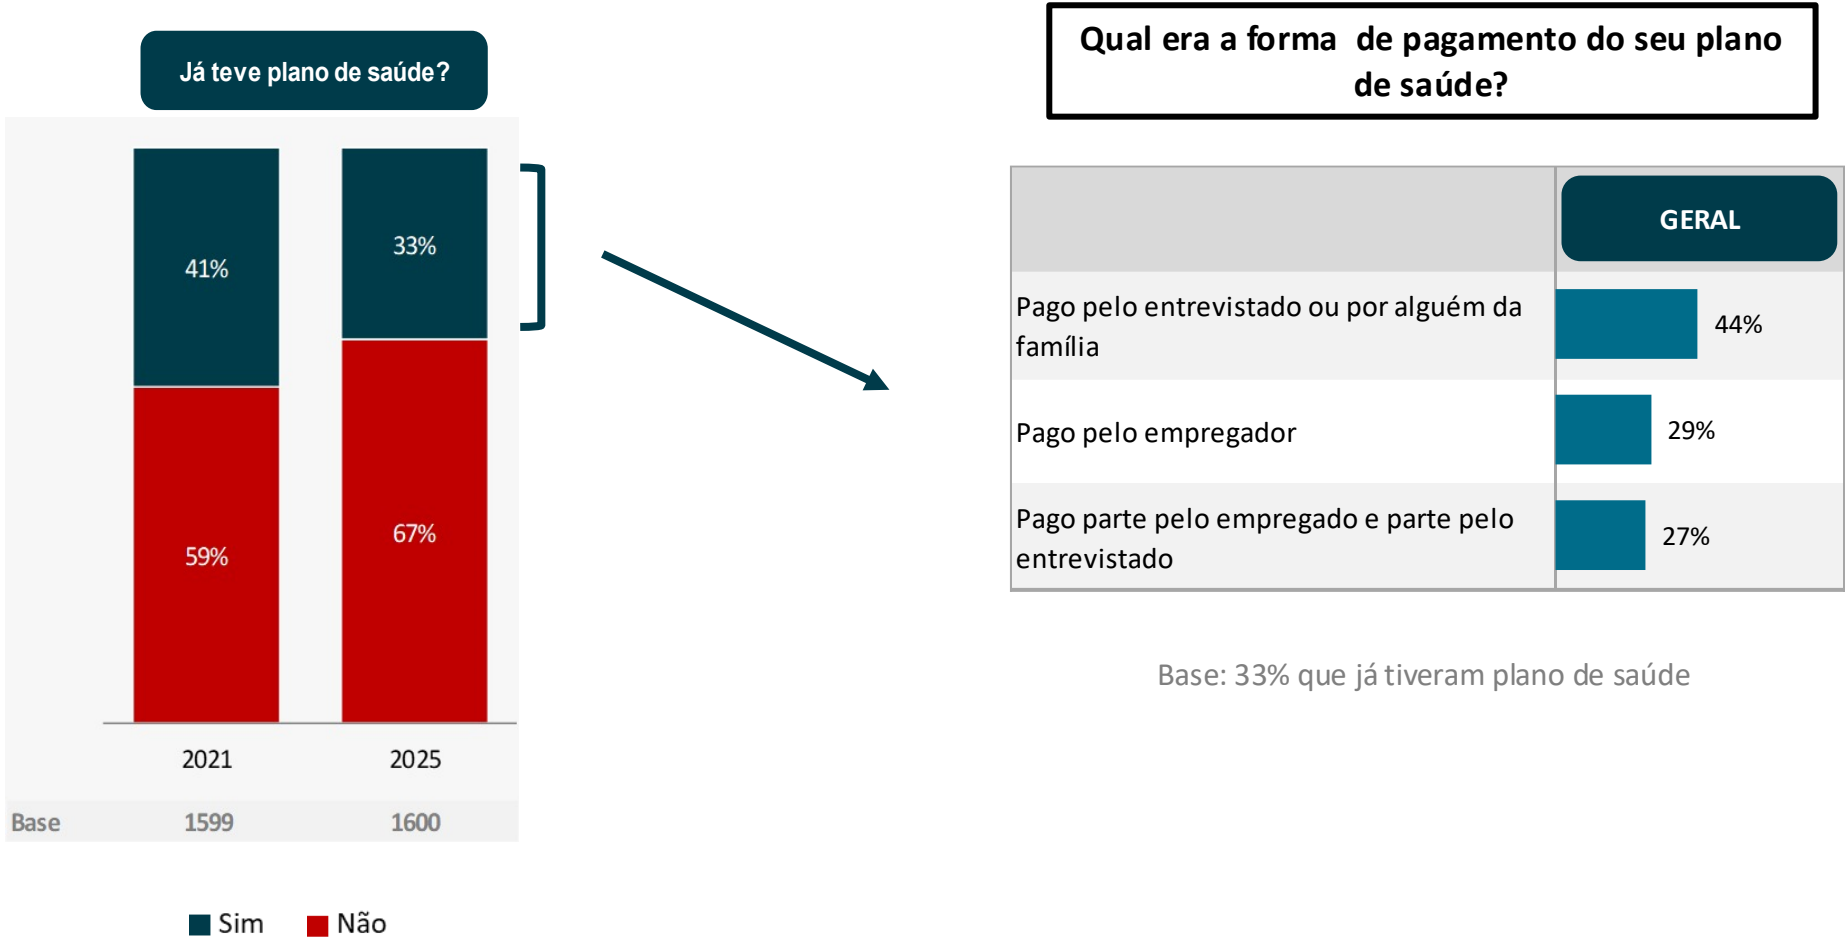 Já teve plano de saúde?
41%
33%
59%
67%
2021
2025
Base
1599
1600
Sim
Não
Qual era a forma de pagamento do seu plano
de saúde?
GERAL
Pago pelo entrevistado ou por alguém da
família
44%
Pago pelo empregador
29%
Pago parte pelo empregado e parte pelo
entrevistado
27%
Base: 33% que já tiveram plano de saúde